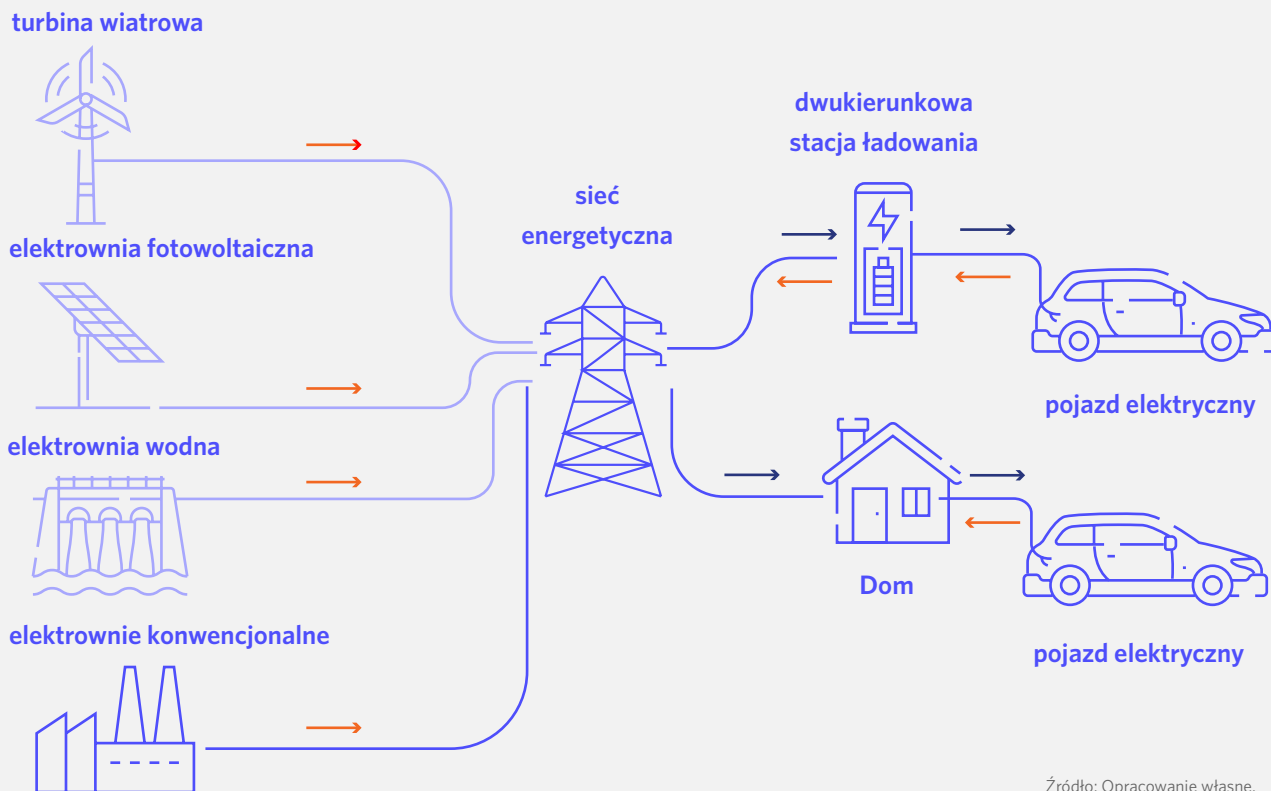 turbina wiatrowa
elektrownia fotowoltaiczna
elektrownia wodna
elektrownie konwencjonalne
sieć
energetyczna
dwukierunkowa
stacja ładowania
pojazd elektryczny
Dom
pojazd elektryczny
Źródło: Opracowanie własne.